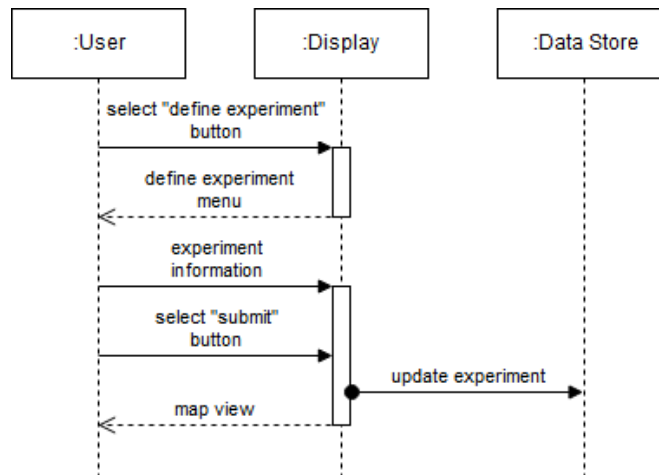 :User
:Display
:Data Store
select "define experiment"
button
define experiment
menu
experiment
information
select "submit"
button
update experiment
map view